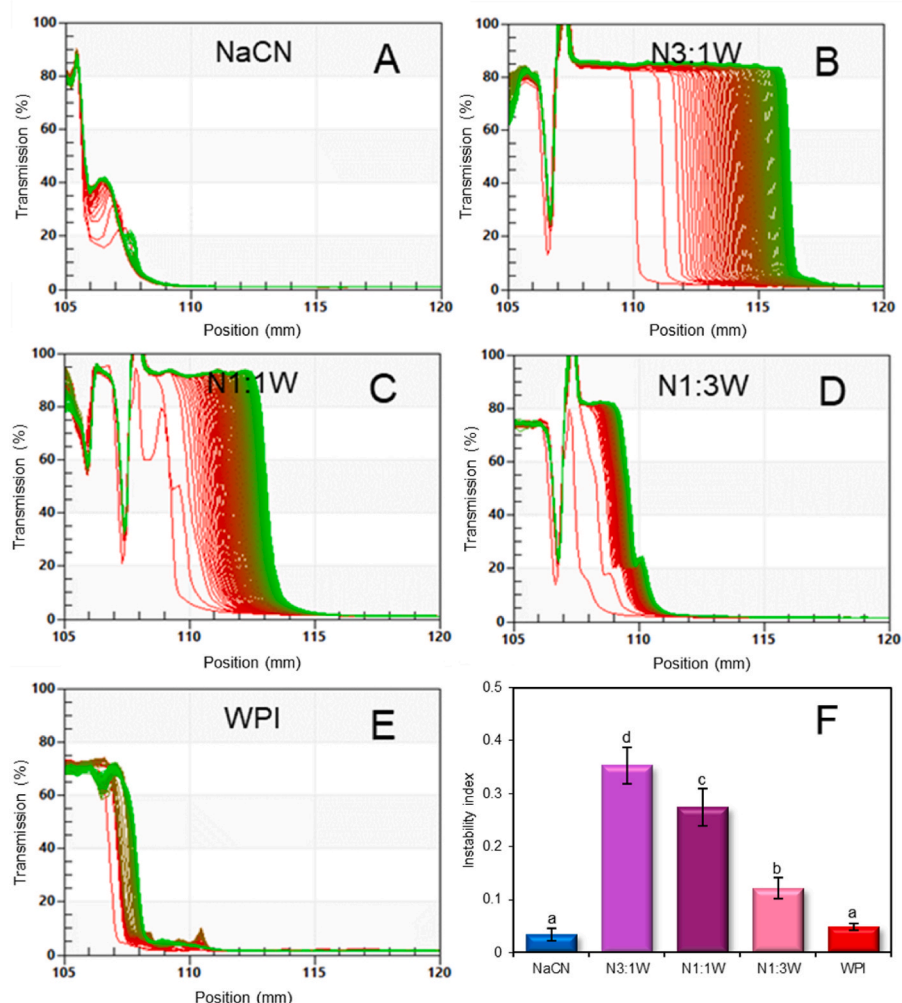 NaCN
A
Transmission (%)
100
80
60
40
20
0
105
110
115
120
Position (mm)
N3:1W
B
Transmission (%)
100
80
60
40
20
0
105
110
115
120
Position (mm)
N1:1W
C
Transmission (%)
100
80
60
40
20
0
105
110
115
120
Position (mm)
N1:3W
D
Transmission (%)
100
80
60
40
20
0
105
110
115
120
Position (mm)
WPI
E
Transmission (%)
100
80
60
40
20
0
105
110
115
120
Position (mm)
F
Instability index
0.5
0.4
0.3
0.2
0.1
0
a
d
c
b
a
NaCN
N3:1W
N1:1W
N1:3W
WPI